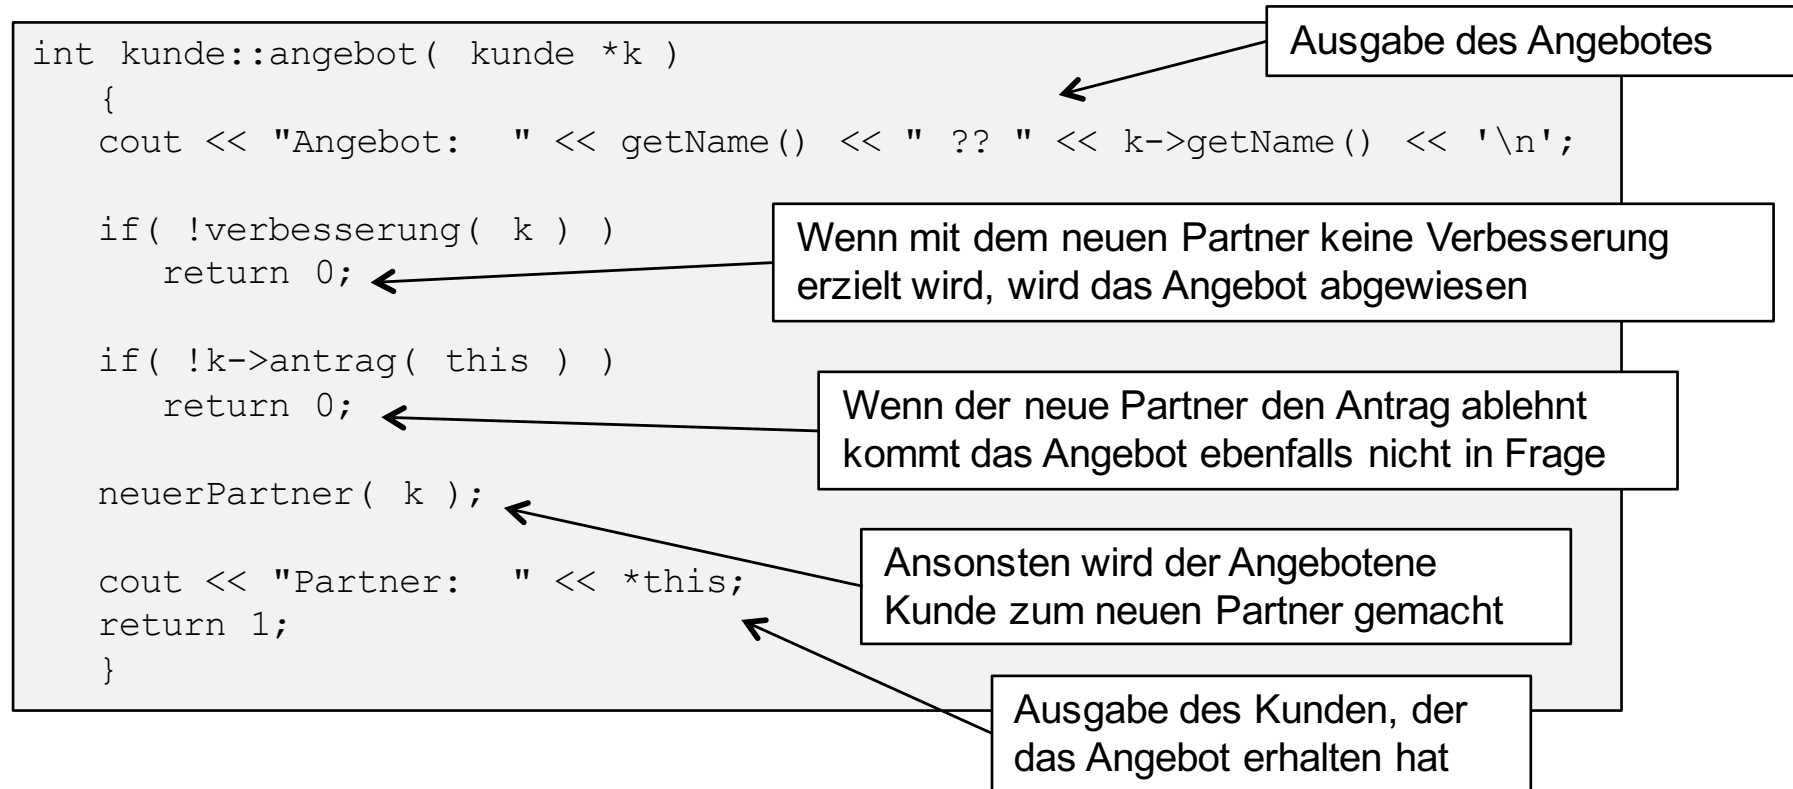 int kunde::angebot( kunde *k )
{
cout << "Angebot:  " << getName() << " ?? " << k->getName() << '\n';
if( !verbesserung( k ) )
return 0;
if( !k->antrag( this ) )
return 0;
neuerPartner( k );
cout << "Partner:  " << *this;
return 1;
}
Ausgabe des Angebotes
Wenn mit dem neuen Partner keine Verbesserung
erzielt wird, wird das Angebot abgewiesen
Wenn der neue Partner den Antrag ablehnt
kommt das Angebot ebenfalls nicht in Frage
Ansonsten wird der Angebotene
Kunde zum neuen Partner gemacht
Ausgabe des Kunden, der
das Angebot erhalten hat